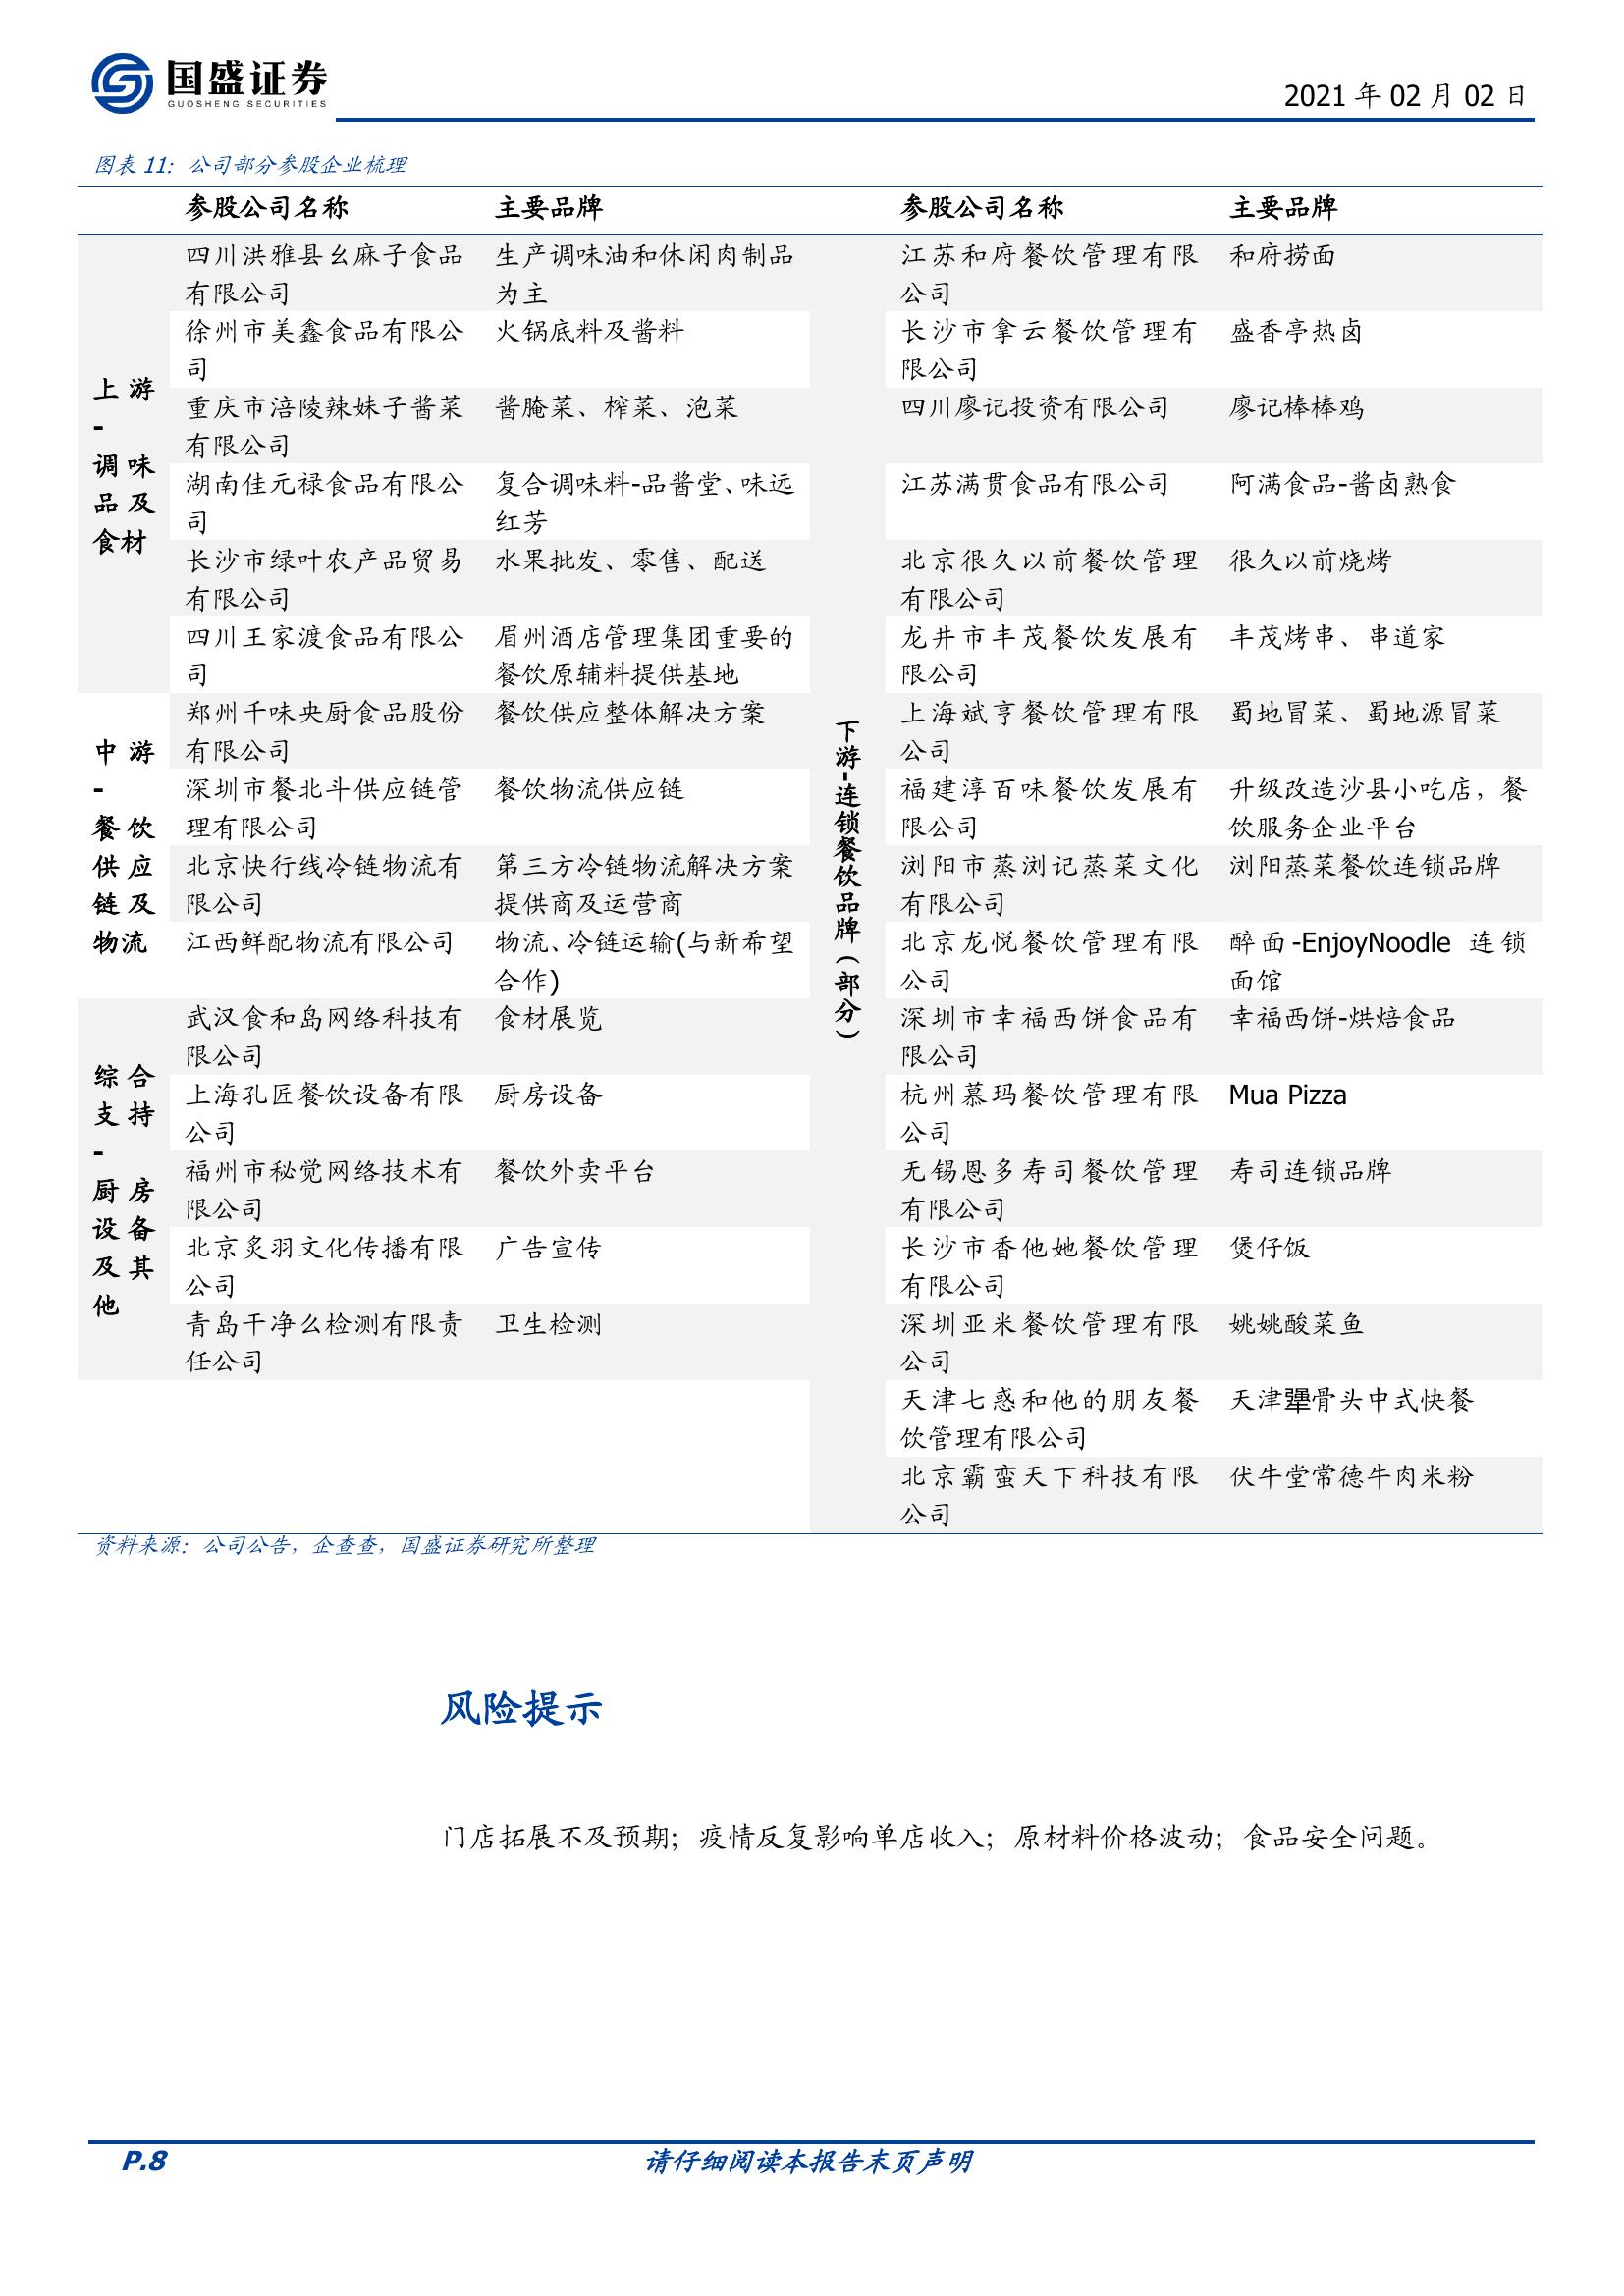 国盛证券
GUOSHENG SECURITIES
2021 年 02 月 02 日
图表 11：公司部分参股企业梳理
参股公司名称 主要品牌 参股公司名称 主要品牌
上游
-
调味
品及
食材
四川洪雅县幺麻子食品
有限公司
生产调味油和休闲肉制品
为主
徐州市美鑫食品有限公
司
火锅底料及酱料
重庆市涪陵辣妹子酱菜
有限公司
酱腌菜、榨菜、泡菜
湖南佳元禄食品有限公
司
复合调味料-品酱堂、味远
红芳
长沙市绿叶农产品贸易
有限公司
水果批发、零售、配送
四川王家渡食品有限公
司
眉州酒店管理集团重要的
餐饮原辅料提供基地
中游
-
餐饮
供应
链及
物流
郑州千味央厨食品股份
有限公司
餐饮供应整体解决方案
深圳市餐北斗供应链管
理有限公司
餐饮物流供应链
北京快行线冷链物流有
限公司
第三方冷链物流解决方案
提供商及运营商
江西鲜配物流有限公司
物流、冷链运输(与新希望
合作)
综合
支持
-
厨房
设备
及其
他
武汉食和岛网络科技有
限公司
食材展览
上海孔匠餐饮设备有限
公司
厨房设备
福州市秘觉网络技术有
限公司
餐饮外卖平台
北京炙羽文化传播有限
公司
广告宣传
青岛干净么检测有限责
任公司
卫生检测
下游-连锁餐饮品牌（部分）
江苏和府餐饮管理有限
公司
和府捞面
长沙市拿云餐饮管理有
限公司
盛香亭热卤
四川廖记投资有限公司
廖记棒棒鸡
江苏满贯食品有限公司
阿满食品-酱卤熟食
北京很久以前餐饮管理
有限公司
很久以前烧烤
龙井市丰茂餐饮发展有
限公司
丰茂烤串、串道家
上海斌亨餐饮管理有限
公司
蜀地冒菜、蜀地源冒菜
福建淳百味餐饮发展有
限公司
升级改造沙县小吃店，餐
饮服务企业平台
浏阳市蒸浏记蒸菜文化
有限公司
浏阳蒸菜餐饮连锁品牌
北京龙悦餐饮管理有限
公司
醉面-EnjoyNoodle 连锁
面馆
深圳市幸福西饼食品有
限公司
幸福西饼-烘焙食品
杭州慕玛餐饮管理有限
公司
Mua Pizza
无锡恩多寿司餐饮管理
有限公司
寿司连锁品牌
长沙市香他她餐饮管理
有限公司
煲仔饭
深圳亚米餐饮管理有限
公司
姚姚酸菜鱼
天津七惑和他的朋友餐
饮管理有限公司
天津犟骨头中式快餐
北京霸蛮天下科技有限
公司
伏牛堂常德牛肉米粉
资料来源：公司公告，企查查，国盛证券研究所整理
风险提示
门店拓展不及预期；疫情反复影响单店收入；原材料价格波动；食品安全问题。
P.8
请仔细阅读本报告末页声明